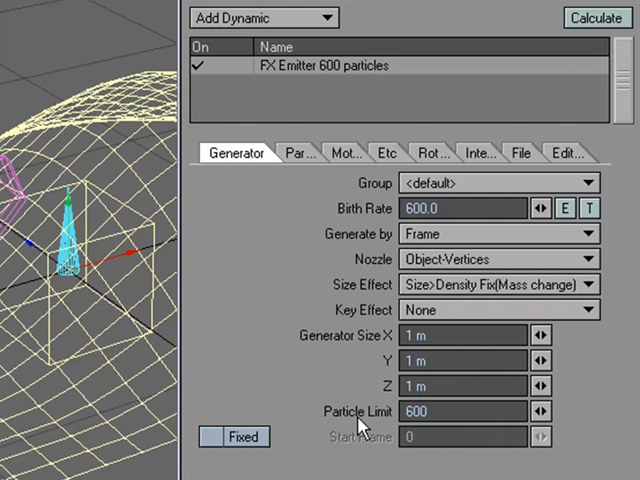 Add Dynamic Calculate
On Name
FX Emitter 600 particles
Generator Par ... Mot... Etc Rot ... Inte... File Edit...
Group <default>
Birth Rate 600.0 E T
Generate by Frame
Nozzle Object-Vertices
Size Effect Size>Density Fix(Mass change)
Key Effect None
Generator Size X 1 m
Y 1 m
Z 1 m
Particle Limit 600
Fixed Start Frame 0